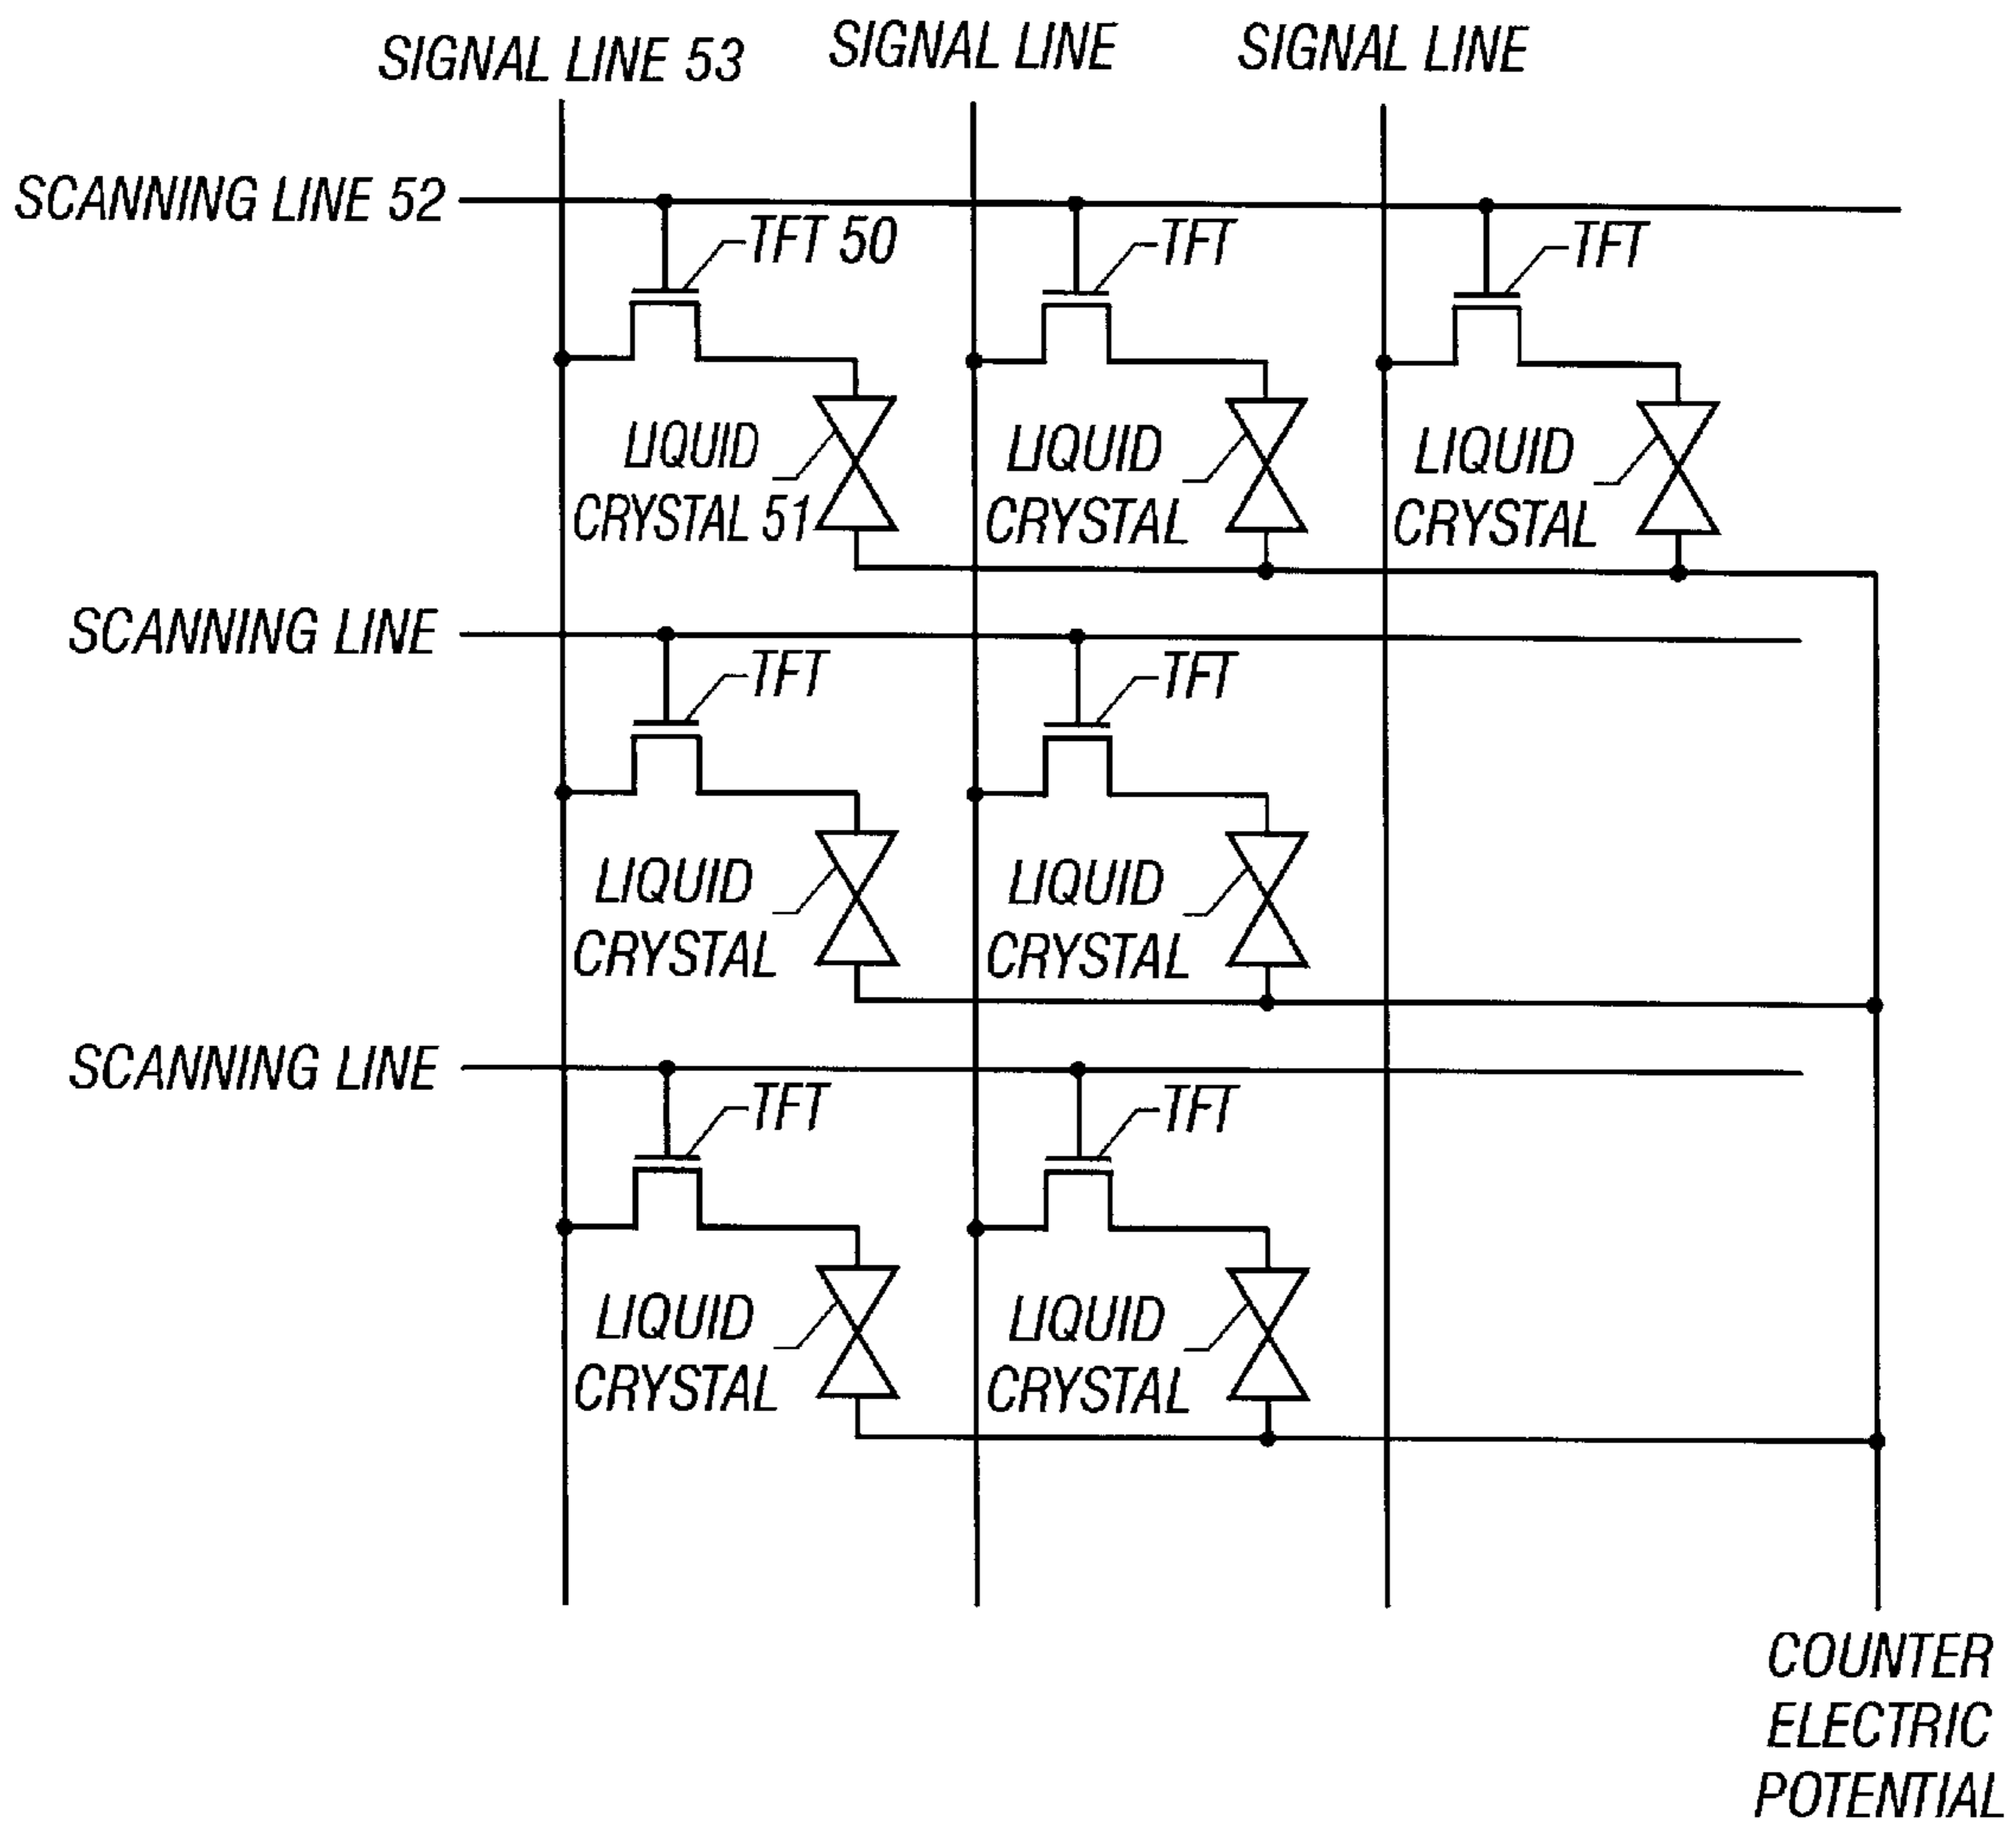 SIGNAL LINE 53
SIGNAL LINE
SIGNAL LINE
SCANNING LINE 52
TFT 50
TFT
TFT
LIQUID
CRYSTAL 51
LIQUID
CRYSTAL
LIQUID
CRYSTAL
SCANNING LINE
TFT
TFT
LIQUID
CRYSTAL
LIQUID
CRYSTAL
SCANNING LINE
TFT
TFT
LIQUID
CRYSTAL
LIQUID
CRYSTAL
COUNTER
ELECTRIC
POTENTIAL